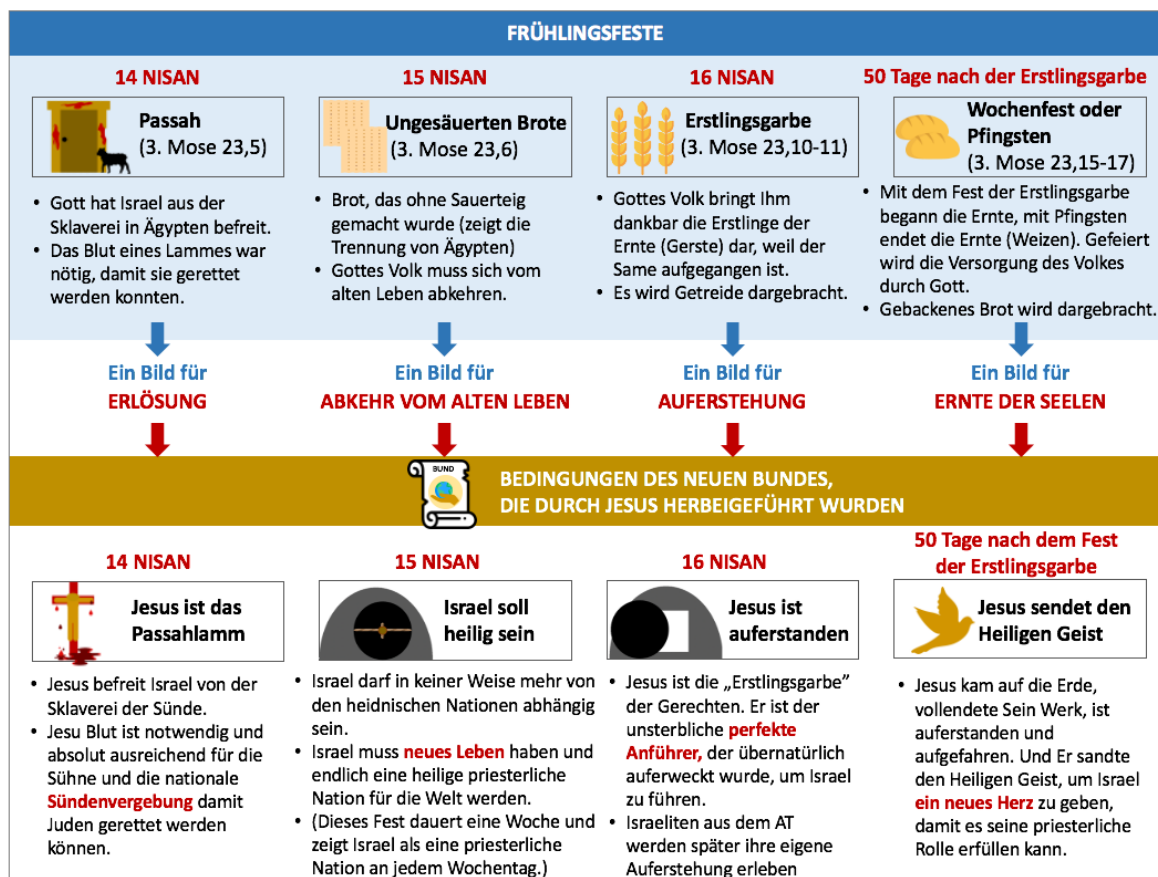 FRÜHLINGSFESTE
14 NISAN
Passah
(3. Mose 23,5)
• Gott hat Israel aus der
Sklaverei in Ägypten befreit.
• Das Blut eines Lammes war
nötig, damit sie gerettet
werden konnten.
Ein Bild für
ERLÖSUNG
15 NISAN
Ungesäuerten Brote
(3. Mose 23,6)
• Brot, das ohne Sauerteig
gemacht wurde (zeigt die
Trennung von Ägypten)
• Gottes Volk muss sich vom
alten Leben abkehren.
Ein Bild für
ABKEHR VOM ALTEN LEBEN
16 NISAN
Erstlingsgarbe
(3. Mose 23,10-11)
• Gottes Volk bringt Ihm
dankbar die Erstlinge der
Ernte (Gerste) dar, weil der
Same aufgegangen ist.
• Es wird Getreide dargebracht.
Ein Bild für
AUFERSTEHUNG
50 Tage nach der Erstlingsgarbe
Wochenfest oder
Pfingsten
(3. Mose 23,15-17)
• Mit dem Fest der Erstlingsgarbe
begann die Ernte, mit Pfingsten
endet die Ernte (Weizen). Gefeiert
wird die Versorgung des Volkes
durch Gott.
• Gebackenes Brot wird dargebracht.
Ein Bild für
ERNTE DER SEELEN
BUND
BEDINGUNGEN DES NEUEN BUNDES,
DIE DURCH JESUS HERBEIGEFÜHRT WURDEN
14 NISAN
Jesus ist das
Passahlamm
• Jesus befreit Israel von der
Sklaverei der Sünde.
• Jesu Blut ist notwendig und
absolut ausreichend für die
Sühne und die nationale
Sündenvergebung damit
Juden gerettet werden
können.
15 NISAN
Israel soll
heilig sein
• Israel darf in keiner Weise mehr von
den heidnischen Nationen abhängig
sein.
• Israel muss neues Leben haben und
endlich eine heilige priesterliche
Nation für die Welt werden.
• (Dieses Fest dauert eine Woche und
zeigt Israel als eine priesterliche
Nation an jedem Wochentag.)
16 NISAN
Jesus ist
auferstanden
• Jesus ist die „Erstlingsgarbe”
der Gerechten. Er ist der
unsterbliche perfekte
Anführer, der übernatürlich
auferweckt wurde, um Israel
zu führen.
• Israeliten aus dem AT
werden später ihre eigene
Auferstehung erleben
50 Tage nach dem Fest
der Erstlingsgarbe
Jesus sendet den
Heiligen Geist
• Jesus kam auf die Erde,
vollendete Sein Werk, ist
auferstanden und
aufgefahren. Und Er sandte
den Heiligen Geist, um Israel
ein neues Herz zu geben,
damit es seine priesterliche
Rolle erfüllen kann.